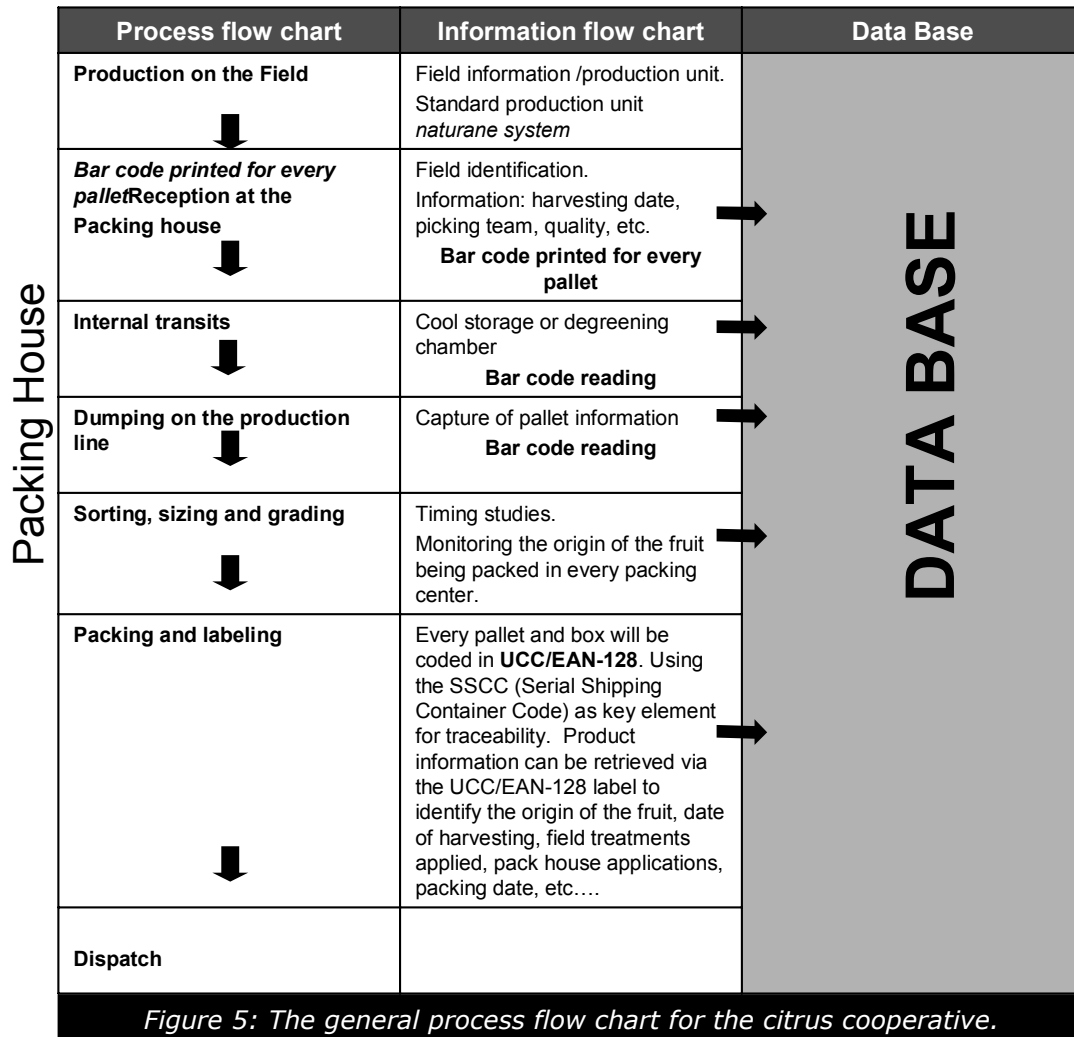 Process flow chart
Information flow chart
Data Base
Packing House
Production on the Field
Field information /production unit.
Standard production unit
naturane system
Bar code printed for every
palletReception at the
Packing house
Field identification.
Information: harvesting date,
picking team, quality, etc.
Bar code printed for every
pallet
Internal transits
Cool storage or degreening
chamber
Bar code reading
Dumping on the production
line
Capture of pallet information
Bar code reading
Sorting, sizing and grading
Timing studies.
Monitoring the origin of the fruit
being packed in every packing
center.
Packing and labeling
Every pallet and box will be
coded in UCC/EAN-128. Using
the SSCC (Serial Shipping
Container Code) as key element
for traceability.  Product
information can be retrieved via
the UCC/EAN-128 label to
identify the origin of the fruit, date
of harvesting, field treatments
applied, pack house applications,
packing date, etc….
Dispatch
DATA BASE
Figure 5: The general process flow chart for the citrus cooperative.